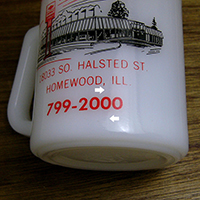 18033 SO. HALSTED ST.
HOMEWOOD, ILL.
799-2000